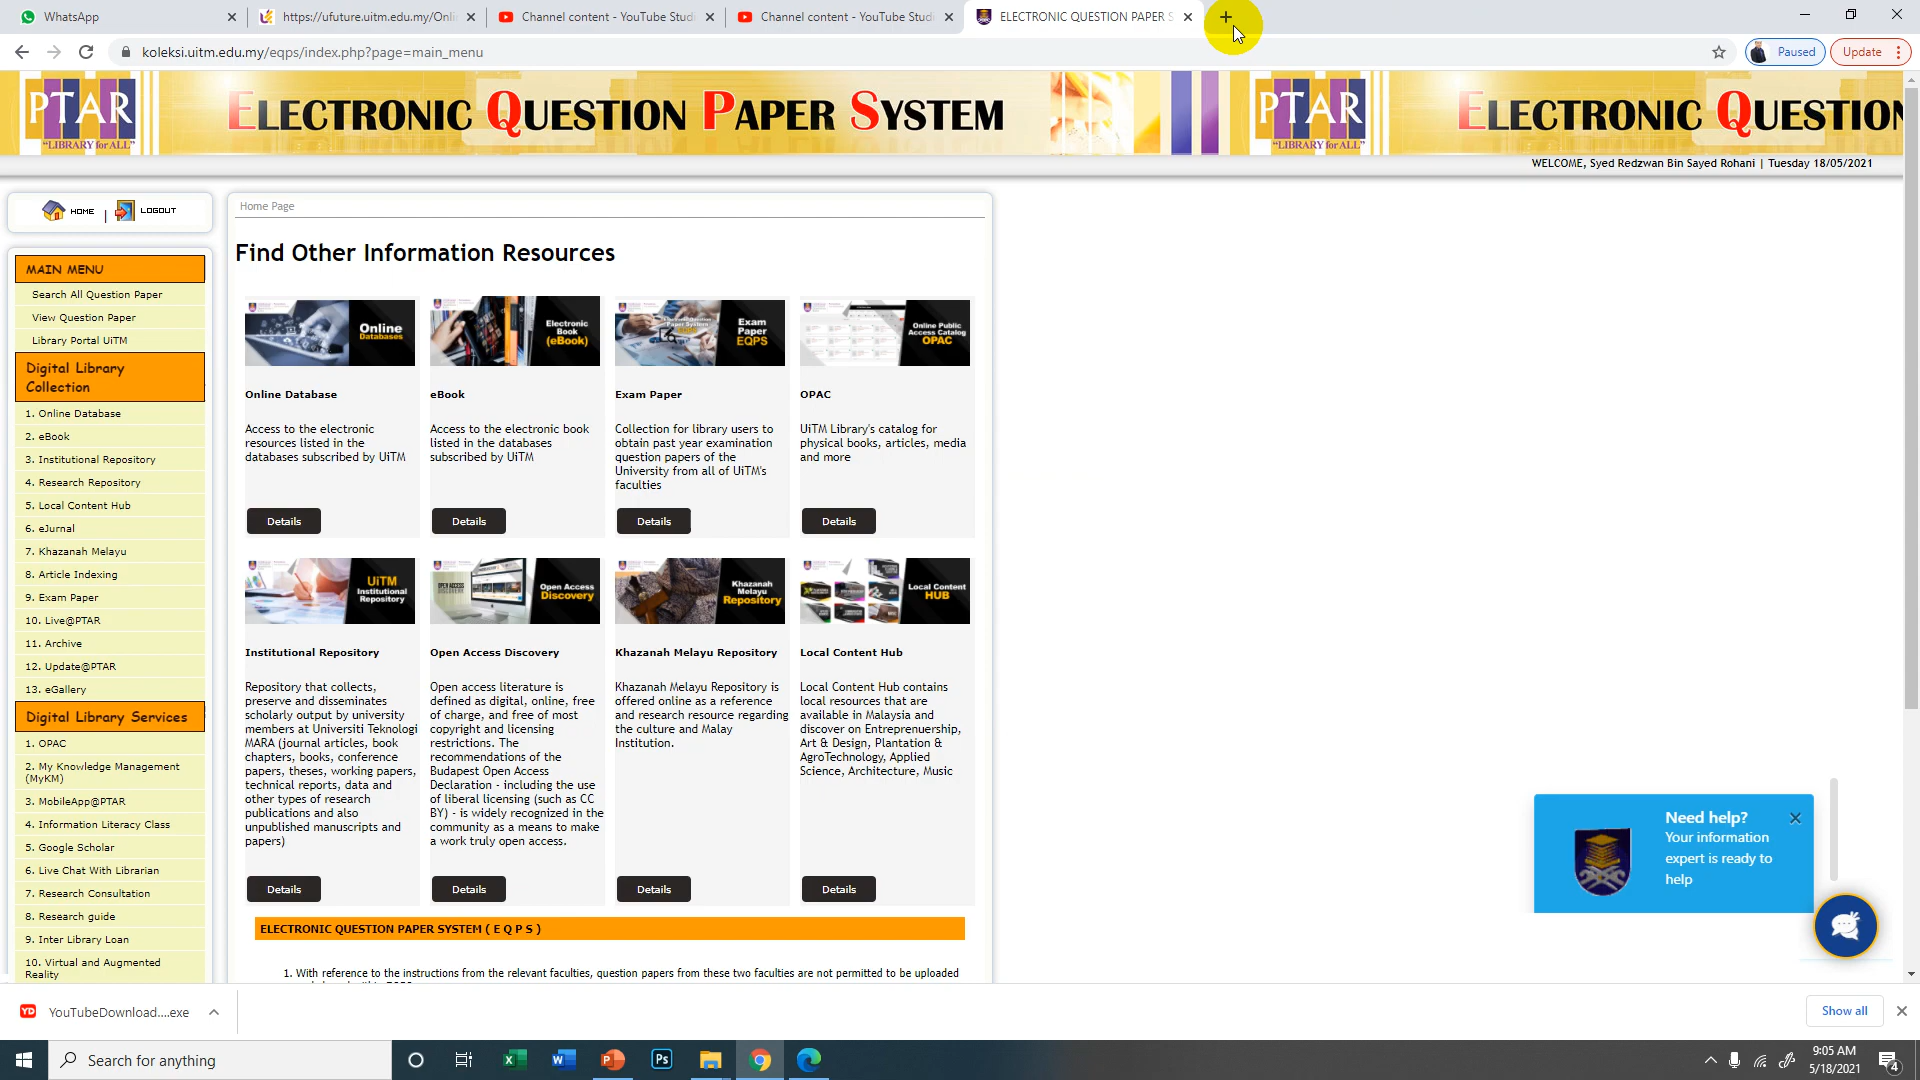 WhatsApp
https://ufuture.uitm.edu.my/Onli
Channel content - YouTube Studi
Channel content - YouTube Studi
ELECTRONIC QUESTION PAPER S
koleksi.uitm.edu.my/eqps/index.php?page=main_menu
Paused
Update
PTAR
"LIBRARY for ALL"
ELECTRONIC QUESTION PAPER SYSTEM
PTAR
"LIBRARY for ALL"
ELECTRONIC QUESTION
WELCOME, Syed Redzwan Bin Sayed Rohani | Tuesday 18/05/2021
HOME | LOGOUT
MAIN MENU
Search All Question Paper
View Question Paper
Library Portal UiTM
Digital Library
Collection
1. Online Database
2. eBook
3. Institutional Repository
4. Research Repository
5. Local Content Hub
6. eJurnal
7. Khazanah Melayu
8. Article Indexing
9. Exam Paper
10. Live@PTAR
11. Archive
12. Update@PTAR
13. eGallery
Digital Library Services
1. OPAC
2. My Knowledge Management
(MyKM)
3. MobileApp@PTAR
4. Information Literacy Class
5. Google Scholar
6. Live Chat With Librarian
7. Research Consultation
8. Research guide
9. Inter Library Loan
10. Virtual and Augmented
Reality
Home Page
Find Other Information Resources
Online
Databases
Online Database
Access to the electronic
resources listed in the
databases subscribed by UiTM
Details
Electronic
Book
(eBook)
eBook
Access to the electronic book
listed in the databases
subscribed by UiTM
Details
Exam
Paper
EQPS
Exam Paper
Collection for library users to
obtain past year examination
question papers of the
University from all of UiTM's
faculties
Details
Online Public
Access Catalog
OPAC
OPAC
UiTM Library's catalog for
physical books, articles, media
and more
Details
UiTM
Institutional
Repository
Institutional Repository
Repository that collects,
preserve and disseminates
scholarly output by university
members at Universiti Teknologi
MARA (journal articles, book
chapters, books, conference
papers, theses, working papers,
technical reports, data and
other types of research
publications and also
unpublished manuscripts and
papers)
Details
Open Access
Discovery
Open Access Discovery
Open access literature is
defined as digital, online, free
of charge, and free of most
copyright and licensing
restrictions. The
recommendations of the
Budapest Open Access
Declaration - including the use
of liberal licensing (such as CC
BY) - is widely recognized in the
community as a means to make
a work truly open access.
Details
Khazanah
Melayu
Repository
Khazanah Melayu Repository
Khazanah Melayu Repository is
offered online as a reference
and research resource regarding
the culture and Malay
Institution.
Details
Local Content
HUB
Local Content Hub
Local Content Hub contains
local resources that are
available in Malaysia and
discover on Entreprenuership,
Art & Design, Plantation &
AgroTechnology, Applied
Science, Architecture, Music
Details
ELECTRONIC QUESTION PAPER SYSTEM ( E Q P S )
1. With reference to the instructions from the relevant faculties, question papers from these two faculties are not permitted to be uploaded
Need help?
Your information
expert is ready to
help
YouTubeDownload....exe
Show all
Search for anything
Ps
9:05 AM
5/18/2021
4